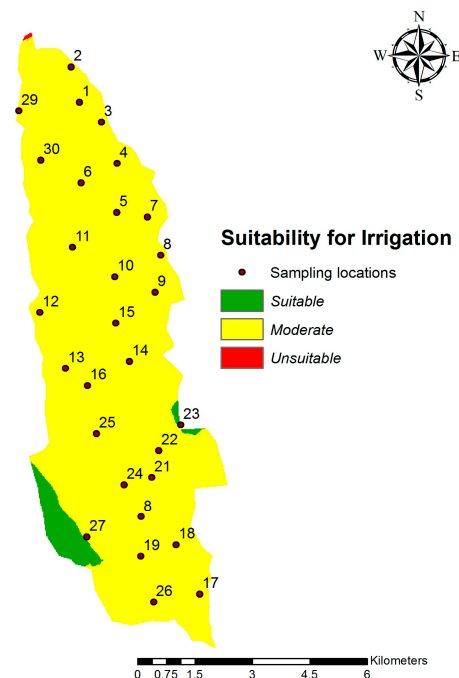 N
W E
S
2
1
29
3
30
4
6
5
7
11
8
10
9
12
15
14
13
16
23
25
22
21
24
8
27
18
19
17
26
Suitability for Irrigation
Sampling locations
Suitable
Moderate
Unsuitable
Kilometers
0 0.75 1.5 3 4.5 6